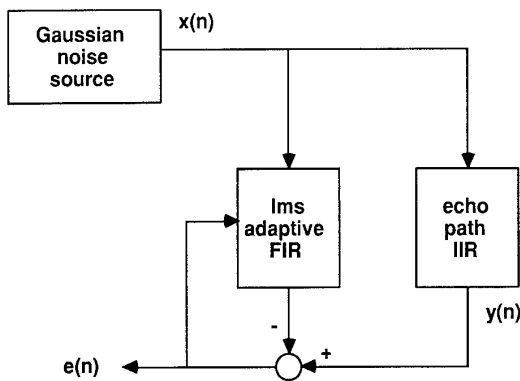 Gaussian
noise
source
x(n)
lms
adaptive
FIR
echo
path
IIR
y(n)
-
+
e(n)